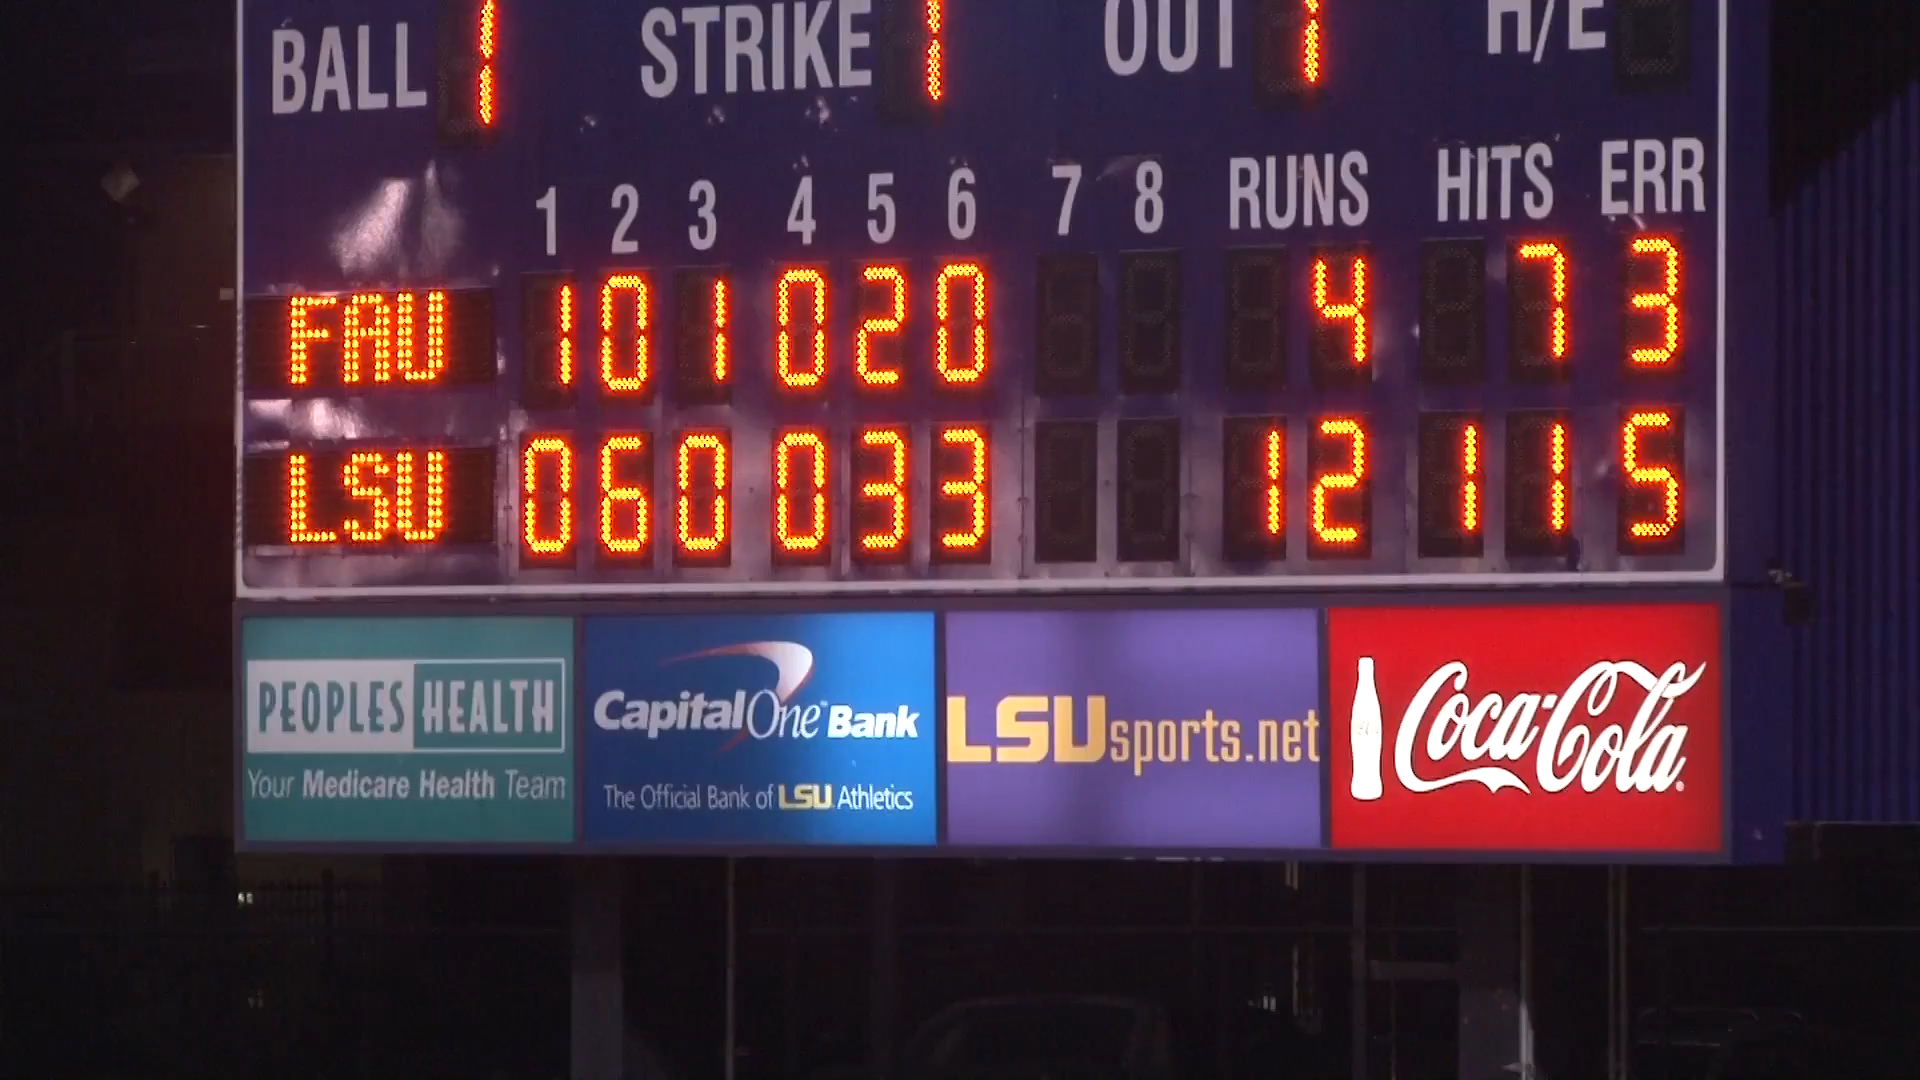 BALL 1 STRIKE 1 OUT 1 H/E
1 2 3 4 5 6 7 8 RUNS HITS ERR
FAU 1 0 1 0 2 0 4 7 3
LSU 0 6 0 0 3 3 12 11 5
PEOPLES HEALTH
Your Medicare Health Team
Capital One Bank
The Official Bank of LSU Athletics
LSUsports.net
Coca-Cola